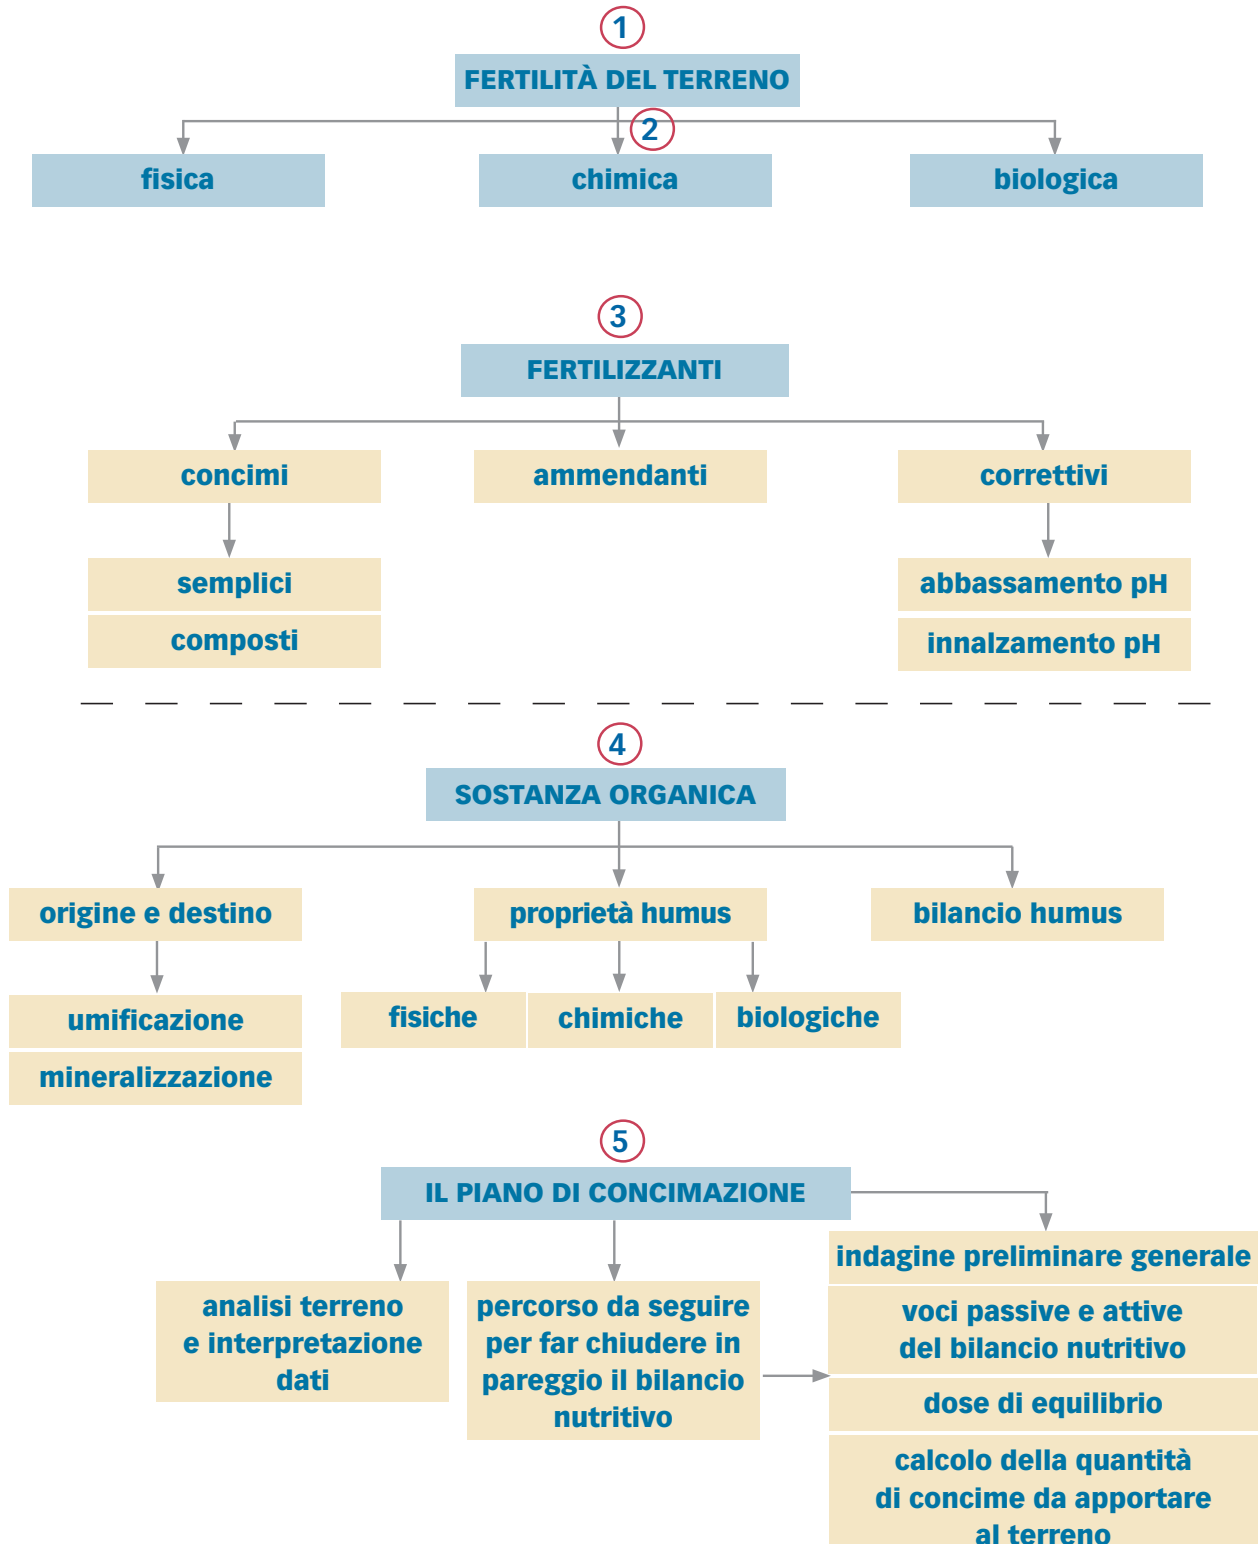 1
FERTILITÀ DEL TERRENO
2
fisica
chimica
biologica
3
FERTILIZZANTI
concimi
ammendanti
correttivi
semplici
composti
abbassamento pH
innalzamento pH
4
SOSTANZA ORGANICA
origine e destino
proprietà humus
bilancio humus
umificazione
mineralizzazione
fisiche
chimiche
biologiche
5
IL PIANO DI CONCIMAZIONE
analisi terreno
e interpretazione
dati
percorso da seguire
per far chiudere in
pareggio il bilancio
nutritivo
indagine preliminare generale
voci passive e attive
del bilancio nutritivo
dose di equilibrio
calcolo della quantità
di concime da apportare
al terreno